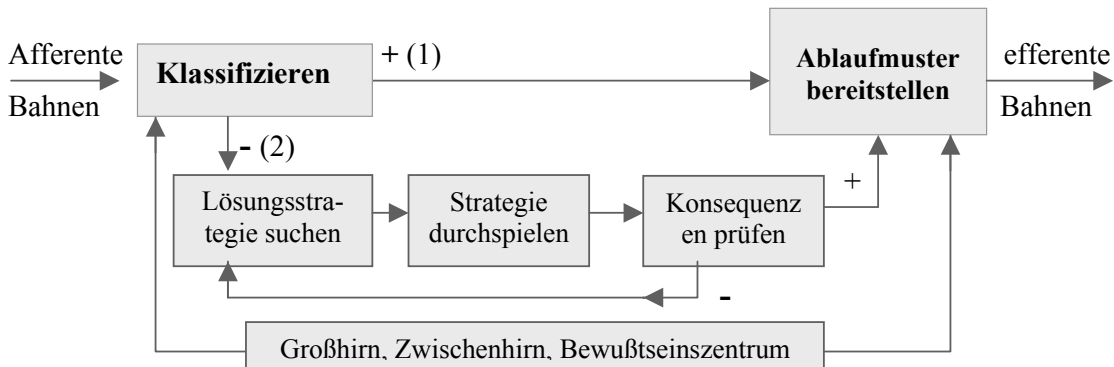 Afferente
Bahnen
Klassifizieren
+ (1)
Ablaufmuster
bereitstellen
efferente
Bahnen
- (2)
Lösungsstra-
tegie suchen
Strategie
durchspielen
Konsequenz
en prüfen
+
-
Großhirn, Zwischenhirn, Bewußtseinszentrum